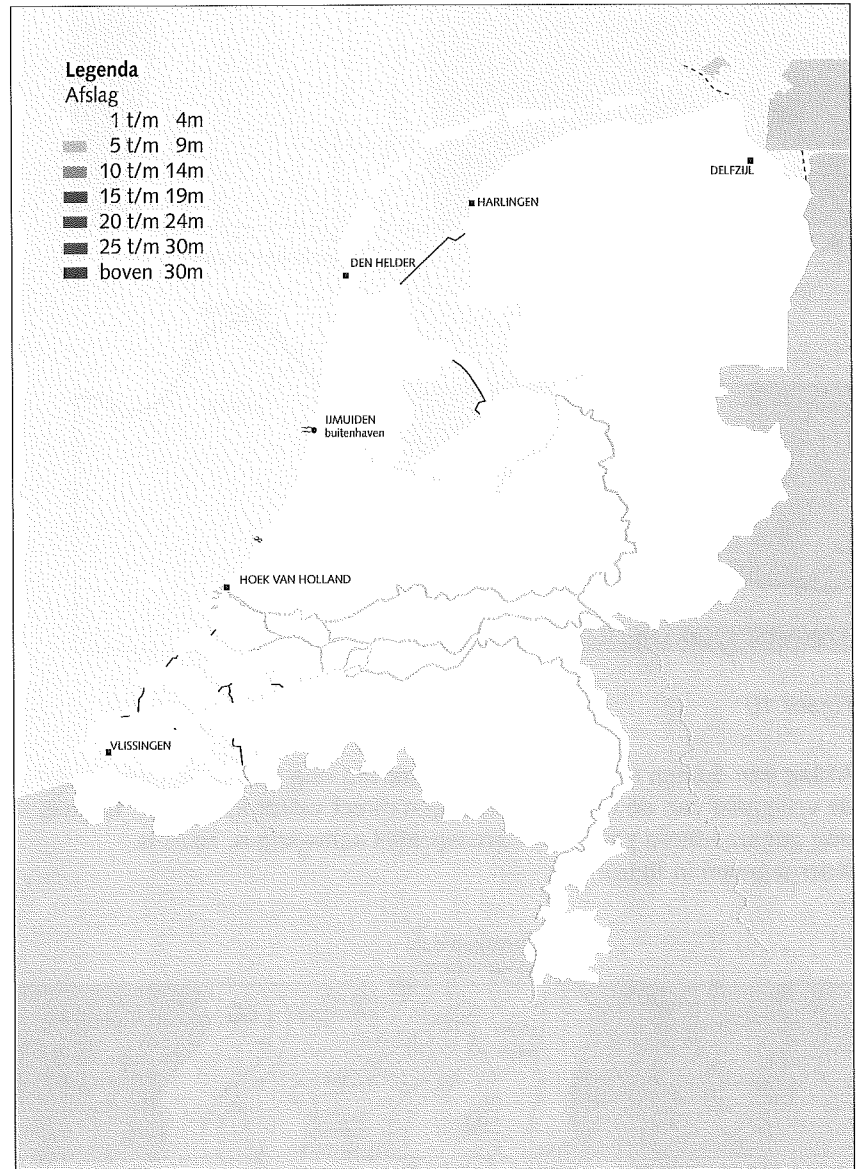 Legenda
Afslag
1 t/m 4m
5 t/m 9m
10 t/m 14m
15 t/m 19m
20 t/m 24m
25 t/m 30m
boven 30m
DELFZIJL
HARLINGEN
DEN HELDER
IJMUIDEN
buitenhaven
HOEK VAN HOLLAND
VLISSINGEN